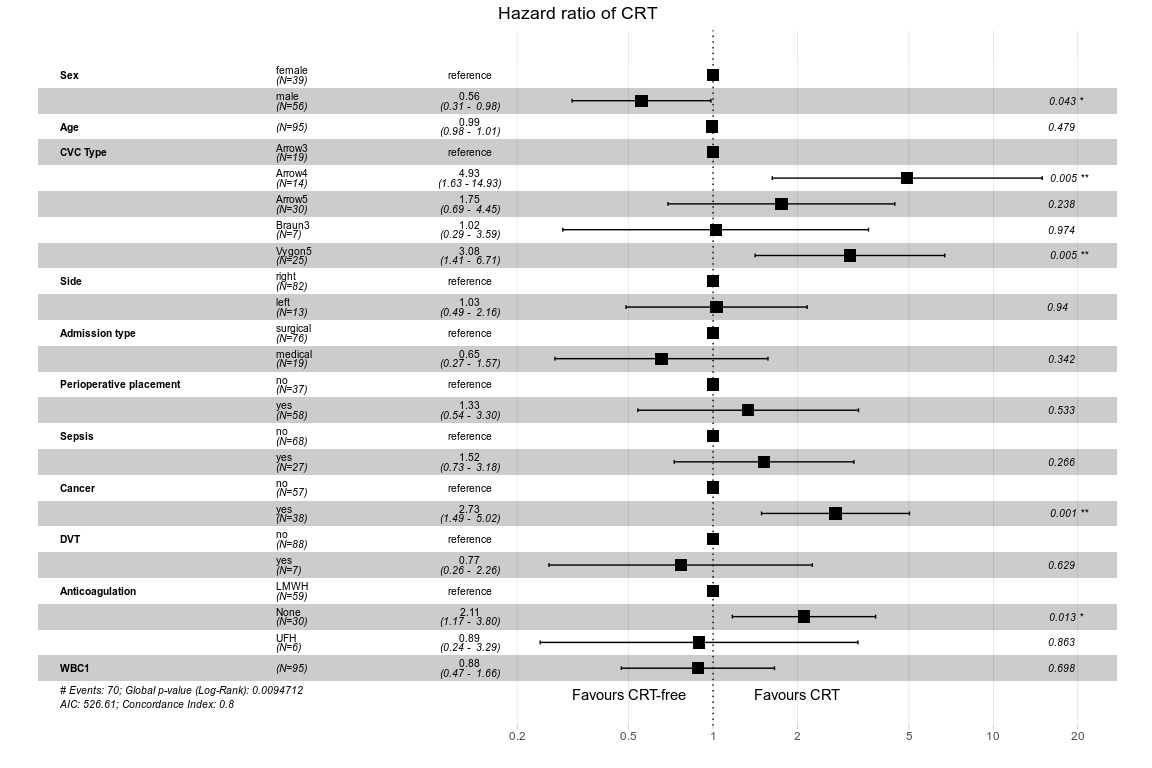 Hazard ratio of CRT
Sex female reference
(N=39)
male 0.56 0.043 *
(N=56) (0.31 - 0.98)
Age (N=95) 0.99 0.479
(0.98 - 1.01)
CVC Type Arrow3 reference
(N=19)
Arrow4 4.93 0.005 **
(N=14) (1.63 - 14.93)
Arrow5 1.75 0.238
(N=30) (0.69 - 4.45)
Braun3 1.02 0.974
(N=7) (0.29 - 3.59)
Vygon5 3.08 0.005 **
(N=25) (1.41 - 6.71)
Side right reference
(N=82)
left 1.03 0.94
(N=13) (0.49 - 2.16)
Admission type surgical reference
(N=76)
medical 0.65 0.342
(N=19) (0.27 - 1.57)
Perioperative placement no reference
(N=37)
yes 1.33 0.533
(N=58) (0.54 - 3.30)
Sepsis no reference
(N=68)
yes 1.52 0.266
(N=27) (0.73 - 3.18)
Cancer no reference
(N=57)
yes 2.73 0.001 **
(N=38) (1.49 - 5.02)
DVT no reference
(N=88)
yes 0.77 0.629
(N=7) (0.26 - 2.26)
Anticoagulation LMWH reference
(N=59)
None 2.11 0.013 *
(N=30) (1.17 - 3.80)
UFH 0.89 0.863
(N=6) (0.24 - 3.29)
WBC1 (N=95) 0.88 0.698
(0.47 - 1.66)
# Events: 70; Global p-value (Log-Rank): 0.0094712
AIC: 526.61; Concordance Index: 0.8
Favours CRT-free Favours CRT
0.2 0.5 1 2 5 10 20